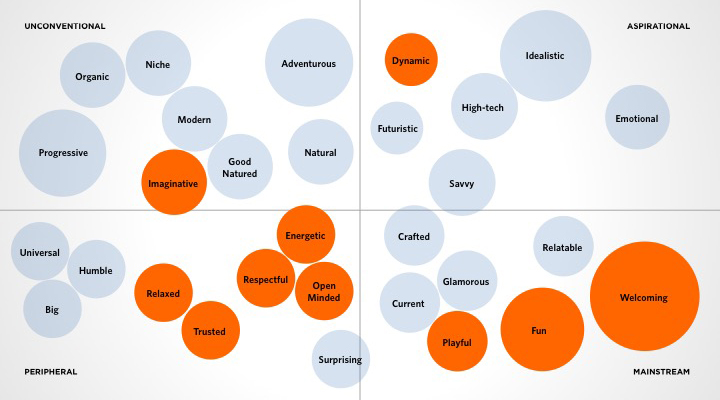 UNCONVENTIONAL
ASPIRATIONAL
Organic
Niche
Adventurous
Dynamic
Idealistic
High-tech
Modern
Futuristic
Emotional
Progressive
Imaginative
Good
Natured
Natural
Savvy
Universal
Humble
Big
Energetic
Respectful
Open
Minded
Relaxed
Trusted
Surprising
Crafted
Relatable
Glamorous
Current
Welcoming
Playful
Fun
PERIPHERAL
MAINSTREAM